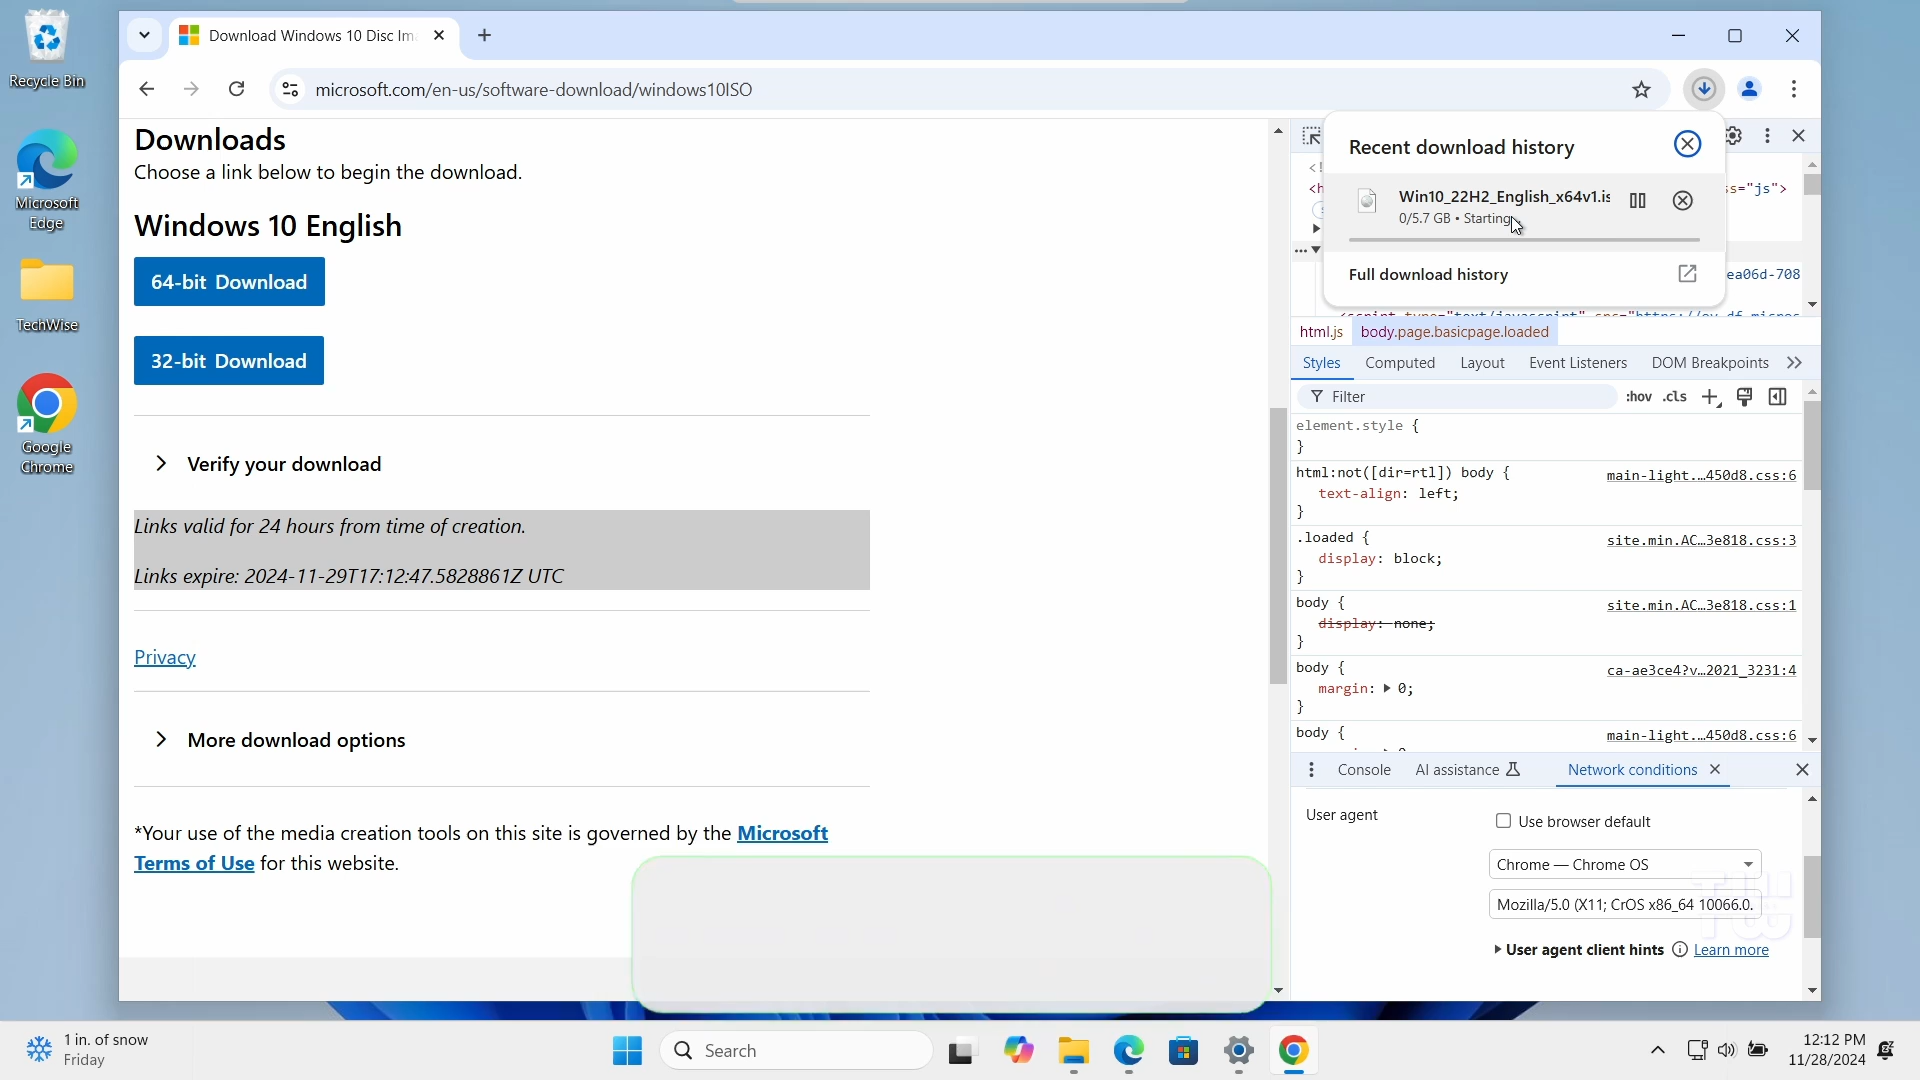 Recycle Bin
Microsoft
Edge
TechWise
Google
Chrome
Download Windows 10 Disc Im
microsoft.com/en-us/software-download/windows10ISO
Downloads
Choose a link below to begin the download.
Windows 10 English
64-bit Download
32-bit Download
Verify your download
Links valid for 24 hours from time of creation.
Links expire: 2024-11-29T17:12:47.5828861Z UTC
Privacy
More download options
*Your use of the media creation tools on this site is governed by the Microsoft
Terms of Use for this website.
Recent download history
Win10_22H2_English_x64v1.is
0/5.7 GB • Starting
Full download history
<!
<h
s="js">
ea06d-708
html.js body.page.basicpage.loaded
Styles Computed Layout Event Listeners DOM Breakpoints
Filter :hov .cls
element.style {
}
html:not([dir=rtl]) body { main-light.…450d8.css:6
text-align: left;
}
.loaded { site.min.AC…3e818.css:3
display: block;
}
body { site.min.AC…3e818.css:1
display: none;
}
body { ca-ae3ce4?v…2021_3231:4
margin: 0;
}
body { main-light.…450d8.css:6
Console AI assistance Network conditions
User agent Use browser default
Chrome — Chrome OS
Mozilla/5.0 (X11; CrOS x86_64 10066.0.
User agent client hints Learn more
1 in. of snow
Friday
Search
12:12 PM
11/28/2024